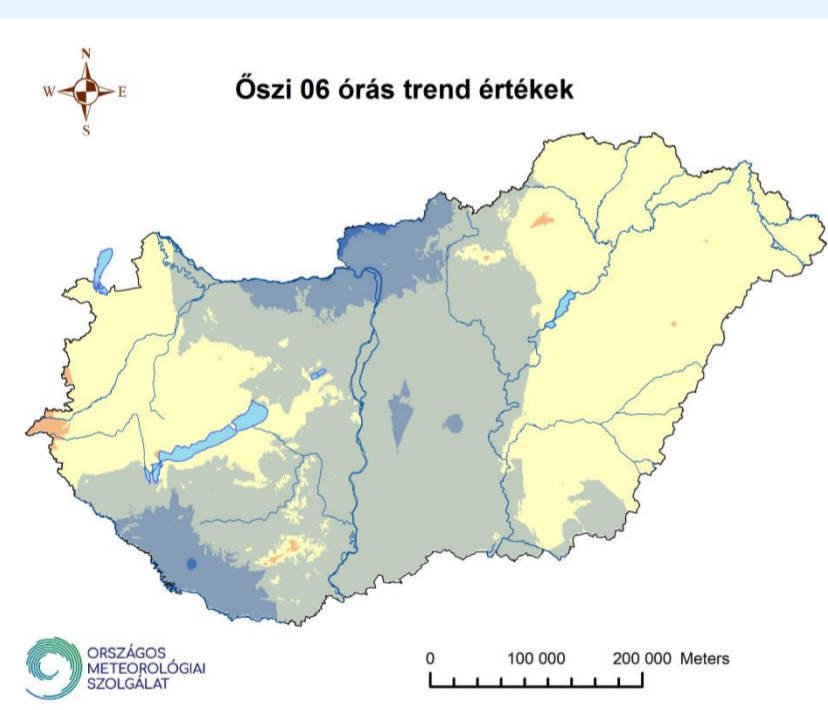 N
W E
S
Őszi 06 órás trend értékek
ORSZÁGOS
METEOROLÓGIAI
SZOLGÁLAT
0 100 000 200 000 Meters